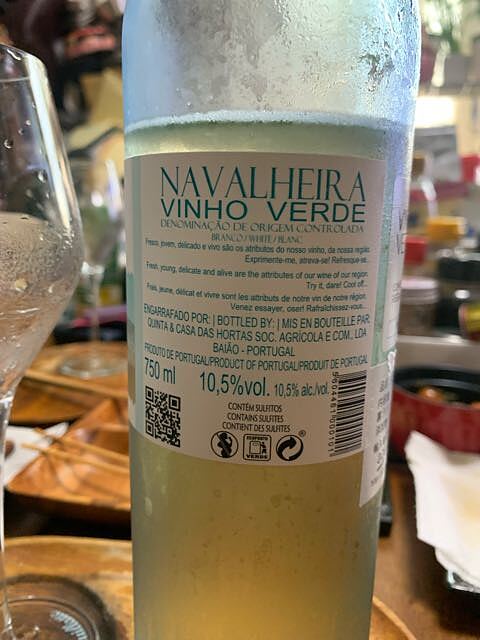 NAVALHEIRA
VINHO VERDE
DENOMINAÇÃO DE ORIGEM CONTROLADA
BRANCO / WHITE / BLANC
Fresco, jovem, delicado e vivo são os atributos do nosso vinho, da nossa região.
Exprimente-me, atreva-se! Refresque-se...
Fresh, young, delicate and alive are the attributes of our wine of our region.
Try it, dare! Cool off...
Frais, jeune, délicat et vivre sont les attributs de notre vin de notre région.
Venez essayer, oser! Rafraîchissez-vous...
ENGARRAFADO POR: | BOTTLED BY: | MIS EN BOUTEILLE PAR:
QUINTA & CASA DAS HORTAS SOC. AGRÍCOLA E COM., LDA
BAIÃO - PORTUGAL
PRODUTO DE PORTUGAL/PRODUCT OF PORTUGAL/PRODUIT DE PORTUGAL
750 ml 10,5%vol. 10,5% alc./vol.
CONTÉM SULFITOS
CONTAINS SULFITES
CONTIENT DES SULFITES
PONTO
VERDE